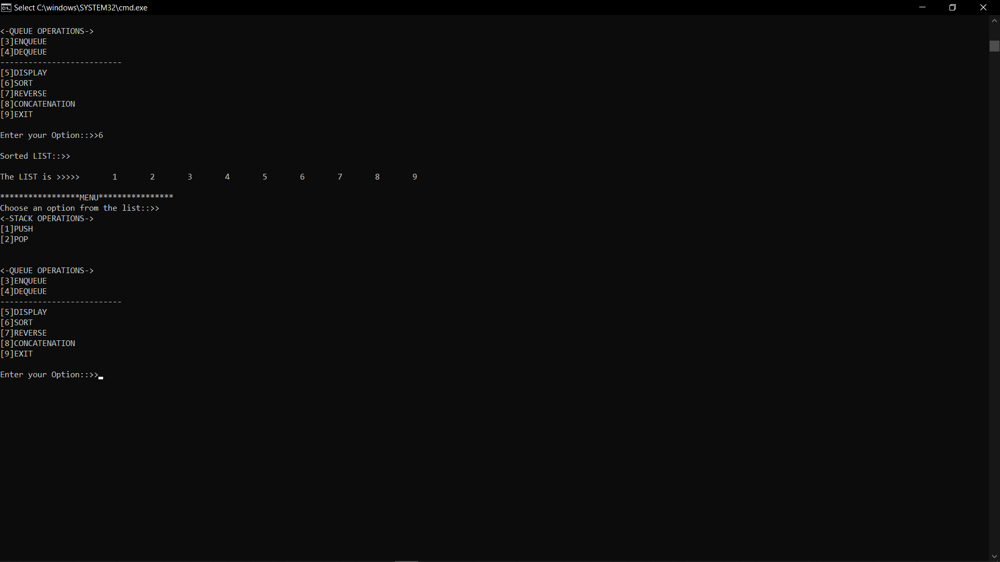 Select C:\windows\SYSTEM32\cmd.exe
<-QUEUE OPERATIONS->
[3]ENQUEUE
[4]DEQUEUE
--------------------------
[5]DISPLAY
[6]SORT
[7]REVERSE
[8]CONCATENATION
[9]EXIT
Enter your Option::>>6
Sorted LIST::>>
The LIST is >>>>> 1 2 3 4 5 6 7 8 9
*****************MENU****************
Choose an option from the list::>>
<-STACK OPERATIONS->
[1]PUSH
[2]POP
<-QUEUE OPERATIONS->
[3]ENQUEUE
[4]DEQUEUE
--------------------------
[5]DISPLAY
[6]SORT
[7]REVERSE
[8]CONCATENATION
[9]EXIT
Enter your Option::>>